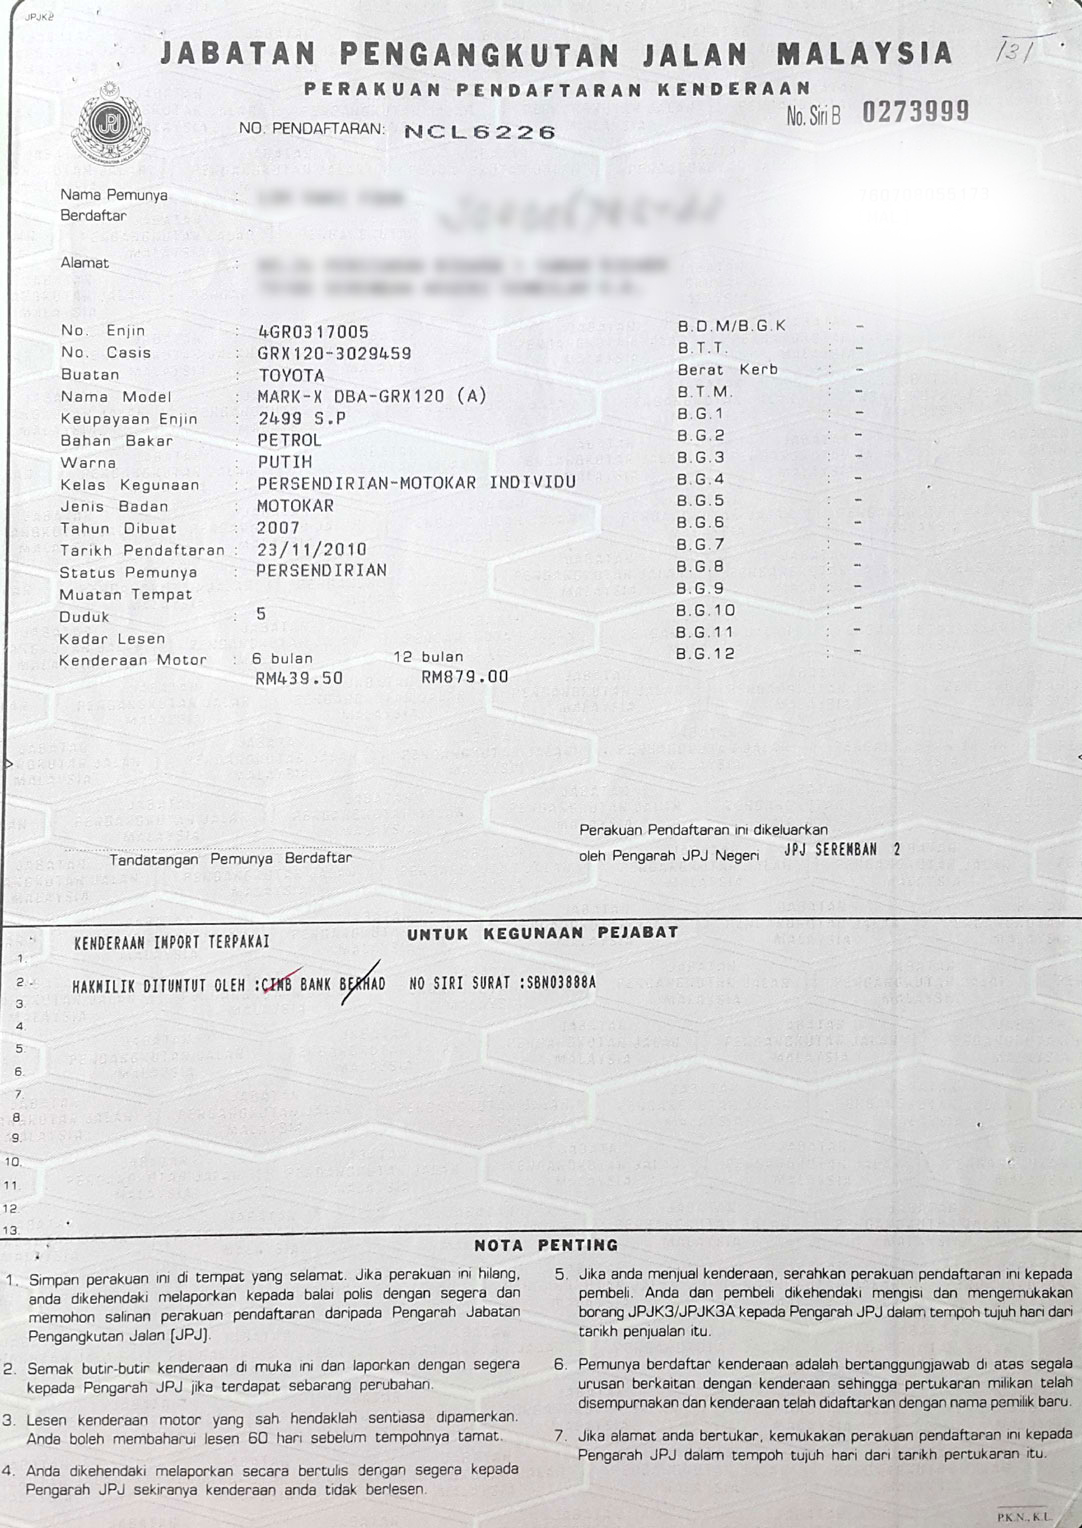 JPJK2
131
JABATAN PENGANGKUTAN JALAN MALAYSIA
PERAKUAN PENDAFTARAN KENDERAAN
No. Siri B 0273999
JPJ
NO. PENDAFTARAN: NCL6226
Nama Pemunya :
Berdaftar
Alamat :
No. Enjin : 4GR0317005
No. Casis : GRX120-3029459
Buatan : TOYOTA
Nama Model : MARK-X DBA-GRX120 (A)
Keupayaan Enjin : 2499 S.P
Bahan Bakar : PETROL
Warna : PUTIH
Kelas Kegunaan : PERSENDIRIAN-MOTOKAR INDIVIDU
Jenis Badan : MOTOKAR
Tahun Dibuat : 2007
Tarikh Pendaftaran : 23/11/2010
Status Pemunya : PERSENDIRIAN
Muatan Tempat
Duduk : 5
Kadar Lesen
Kenderaan Motor : 6 bulan 12 bulan
RM439.50 RM879.00
B.D.M/B.G.K : -
B.T.T. : -
Berat Kerb : -
B.T.M. : -
B.G.1 : -
B.G.2 : -
B.G.3 : -
B.G.4 : -
B.G.5 : -
B.G.6 : -
B.G.7 : -
B.G.8 : -
B.G.9 : -
B.G.10 : -
B.G.11 : -
B.G.12 : -
Tandatangan Pemunya Berdaftar
Perakuan Pendaftaran ini dikeluarkan
oleh Pengarah JPJ Negeri JPJ SEREMBAN 2
UNTUK KEGUNAAN PEJABAT
1. KENDERAAN IMPORT TERPAKAI
2. HAKMILIK DITUNTUT OLEH :CIMB BANK BERHAD NO SIRI SURAT :SBN03888A
3.
4.
5.
6.
7.
8.
9.
10.
11.
12.
13.
NOTA PENTING
1. Simpan perakuan ini di tempat yang selamat. Jika perakuan ini hilang,
anda dikehendaki melaporkan kepada balai polis dengan segera dan
memohon salinan perakuan pendaftaran daripada Pengarah Jabatan
Pengangkutan Jalan (JPJ).
2. Semak butir-butir kenderaan di muka ini dan laporkan dengan segera
kepada Pengarah JPJ jika terdapat sebarang perubahan.
3. Lesen kenderaan motor yang sah hendaklah sentiasa dipamerkan.
Anda boleh membaharui lesen 60 hari sebelum tempohnya tamat.
4. Anda dikehendaki melaporkan secara bertulis dengan segera kepada
Pengarah JPJ sekiranya kenderaan anda tidak berlesen.
5. Jika anda menjual kenderaan, serahkan perakuan pendaftaran ini kepada
pembeli. Anda dan pembeli dikehendaki mengisi dan mengemukakan
borang JPJK3/JPJK3A kepada Pengarah JPJ dalam tempoh tujuh hari dari
tarikh penjualan itu.
6. Pemunya berdaftar kenderaan adalah bertanggungjawab di atas segala
urusan berkaitan dengan kenderaan sehingga pertukaran milikan telah
disempurnakan dan kenderaan telah didaftarkan dengan nama pemilik baru.
7. Jika alamat anda bertukar, kemukakan perakuan pendaftaran ini kepada
Pengarah JPJ dalam tempoh tujuh hari dari tarikh pertukaran itu.
P.K.N., K.L.